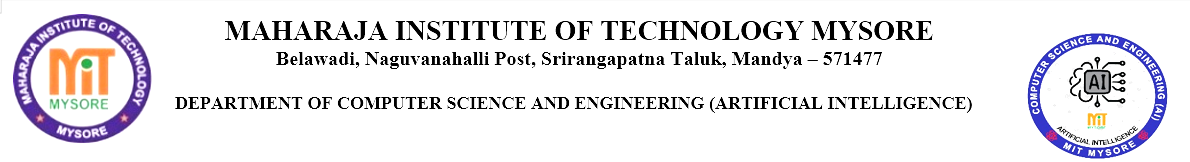 MAHARAJA INSTITUTE OF TECHNOLOGY
MiT
MYSORE
MYSORE
MAHARAJA INSTITUTE OF TECHNOLOGY MYSORE
Belawadi, Naguvanahalli Post, Srirangapatna Taluk, Mandya – 571477
DEPARTMENT OF COMPUTER SCIENCE AND ENGINEERING (ARTIFICIAL INTELLIGENCE)
COMPUTER SCIENCE AND ENGINEERING (AI)
AI
MiT
ARTIFICIAL INTELLIGENCE
MIT MYSORE